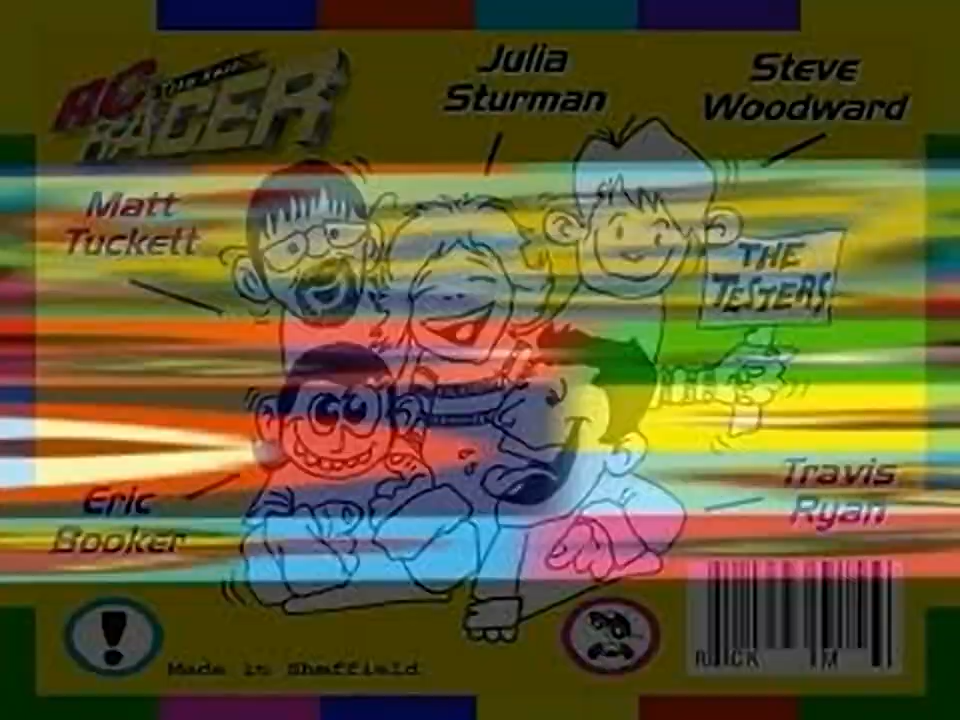 RC
RACER
Julia
Sturman
Steve
Woodward
Matt
Tuckett
THE
TESTERS
Eric
Booker
Travis
Ryan
!
Made in Sheffield